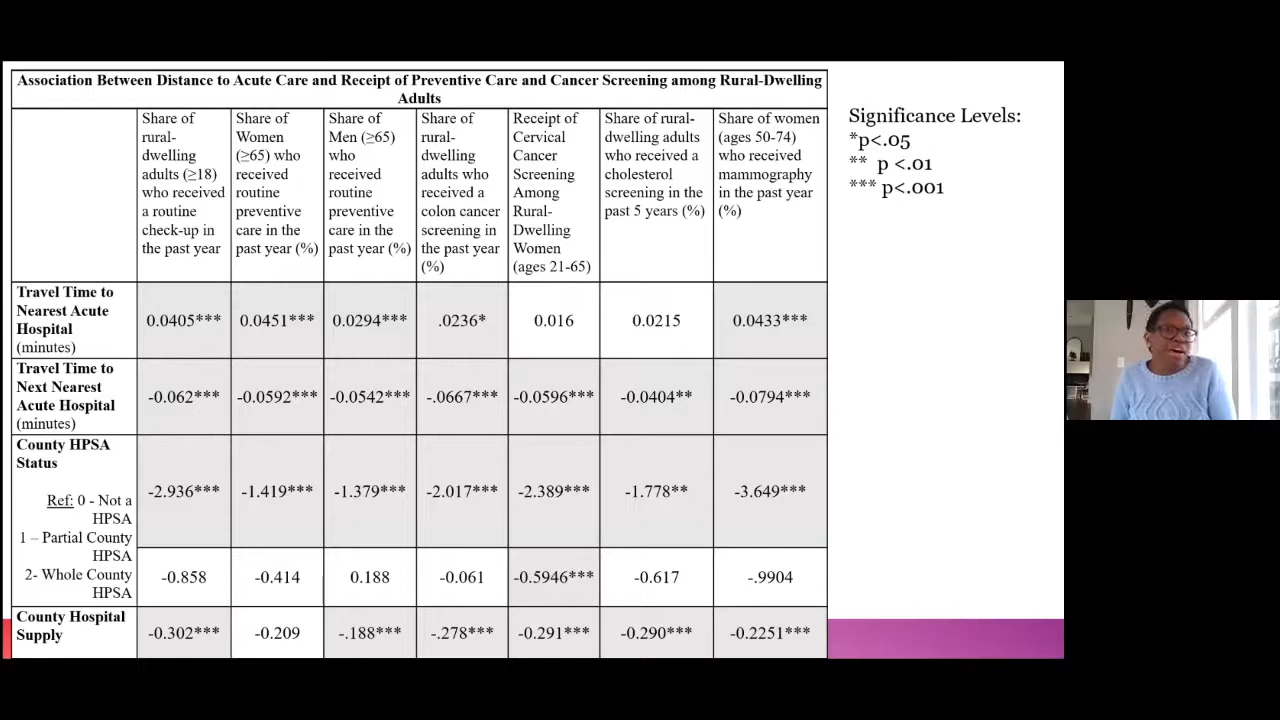 Association Between Distance to Acute Care and Receipt of Preventive Care and Cancer Screening among Rural-Dwelling
Adults
Share of
rural-
dwelling
adults (≥18)
who received
a routine
check-up in
the past year
Share of
Women
(≥65) who
received
routine
preventive
care in the
past year (%)
Share of
Men (≥65)
who
received
routine
preventive
care in the
past year (%)
Share of
rural-
dwelling
adults who
received a
colon cancer
screening in
the past year
(%)
Receipt of
Cervical
Cancer
Screening
Among
Rural-
Dwelling
Women
(ages 21-65)
Share of rural-
dwelling adults
who received a
cholesterol
screening in the
past 5 years (%)
Share of women
(ages 50-74)
who received
mammography
in the past year
(%)
Travel Time to
Nearest Acute
Hospital
(minutes)
0.0405***
0.0451***
0.0294***
.0236*
0.016
0.0215
0.0433***
Travel Time to
Next Nearest
Acute Hospital
(minutes)
-0.062***
-0.0592***
-0.0542***
-.0667***
-0.0596***
-0.0404**
-0.0794***
County HPSA
Status
Ref: 0 - Not a
HPSA
1 – Partial County
HPSA
2- Whole County
HPSA
-2.936***
-1.419***
-1.379***
-2.017***
-2.389***
-1.778**
-3.649***
-0.858
-0.414
0.188
-0.061
-0.5946***
-0.617
-.9904
County Hospital
Supply
-0.302***
-0.209
-.188***
-.278***
-0.291***
-0.290***
-0.2251***
Significance Levels:
*p<.05
** p <.01
*** p<.001